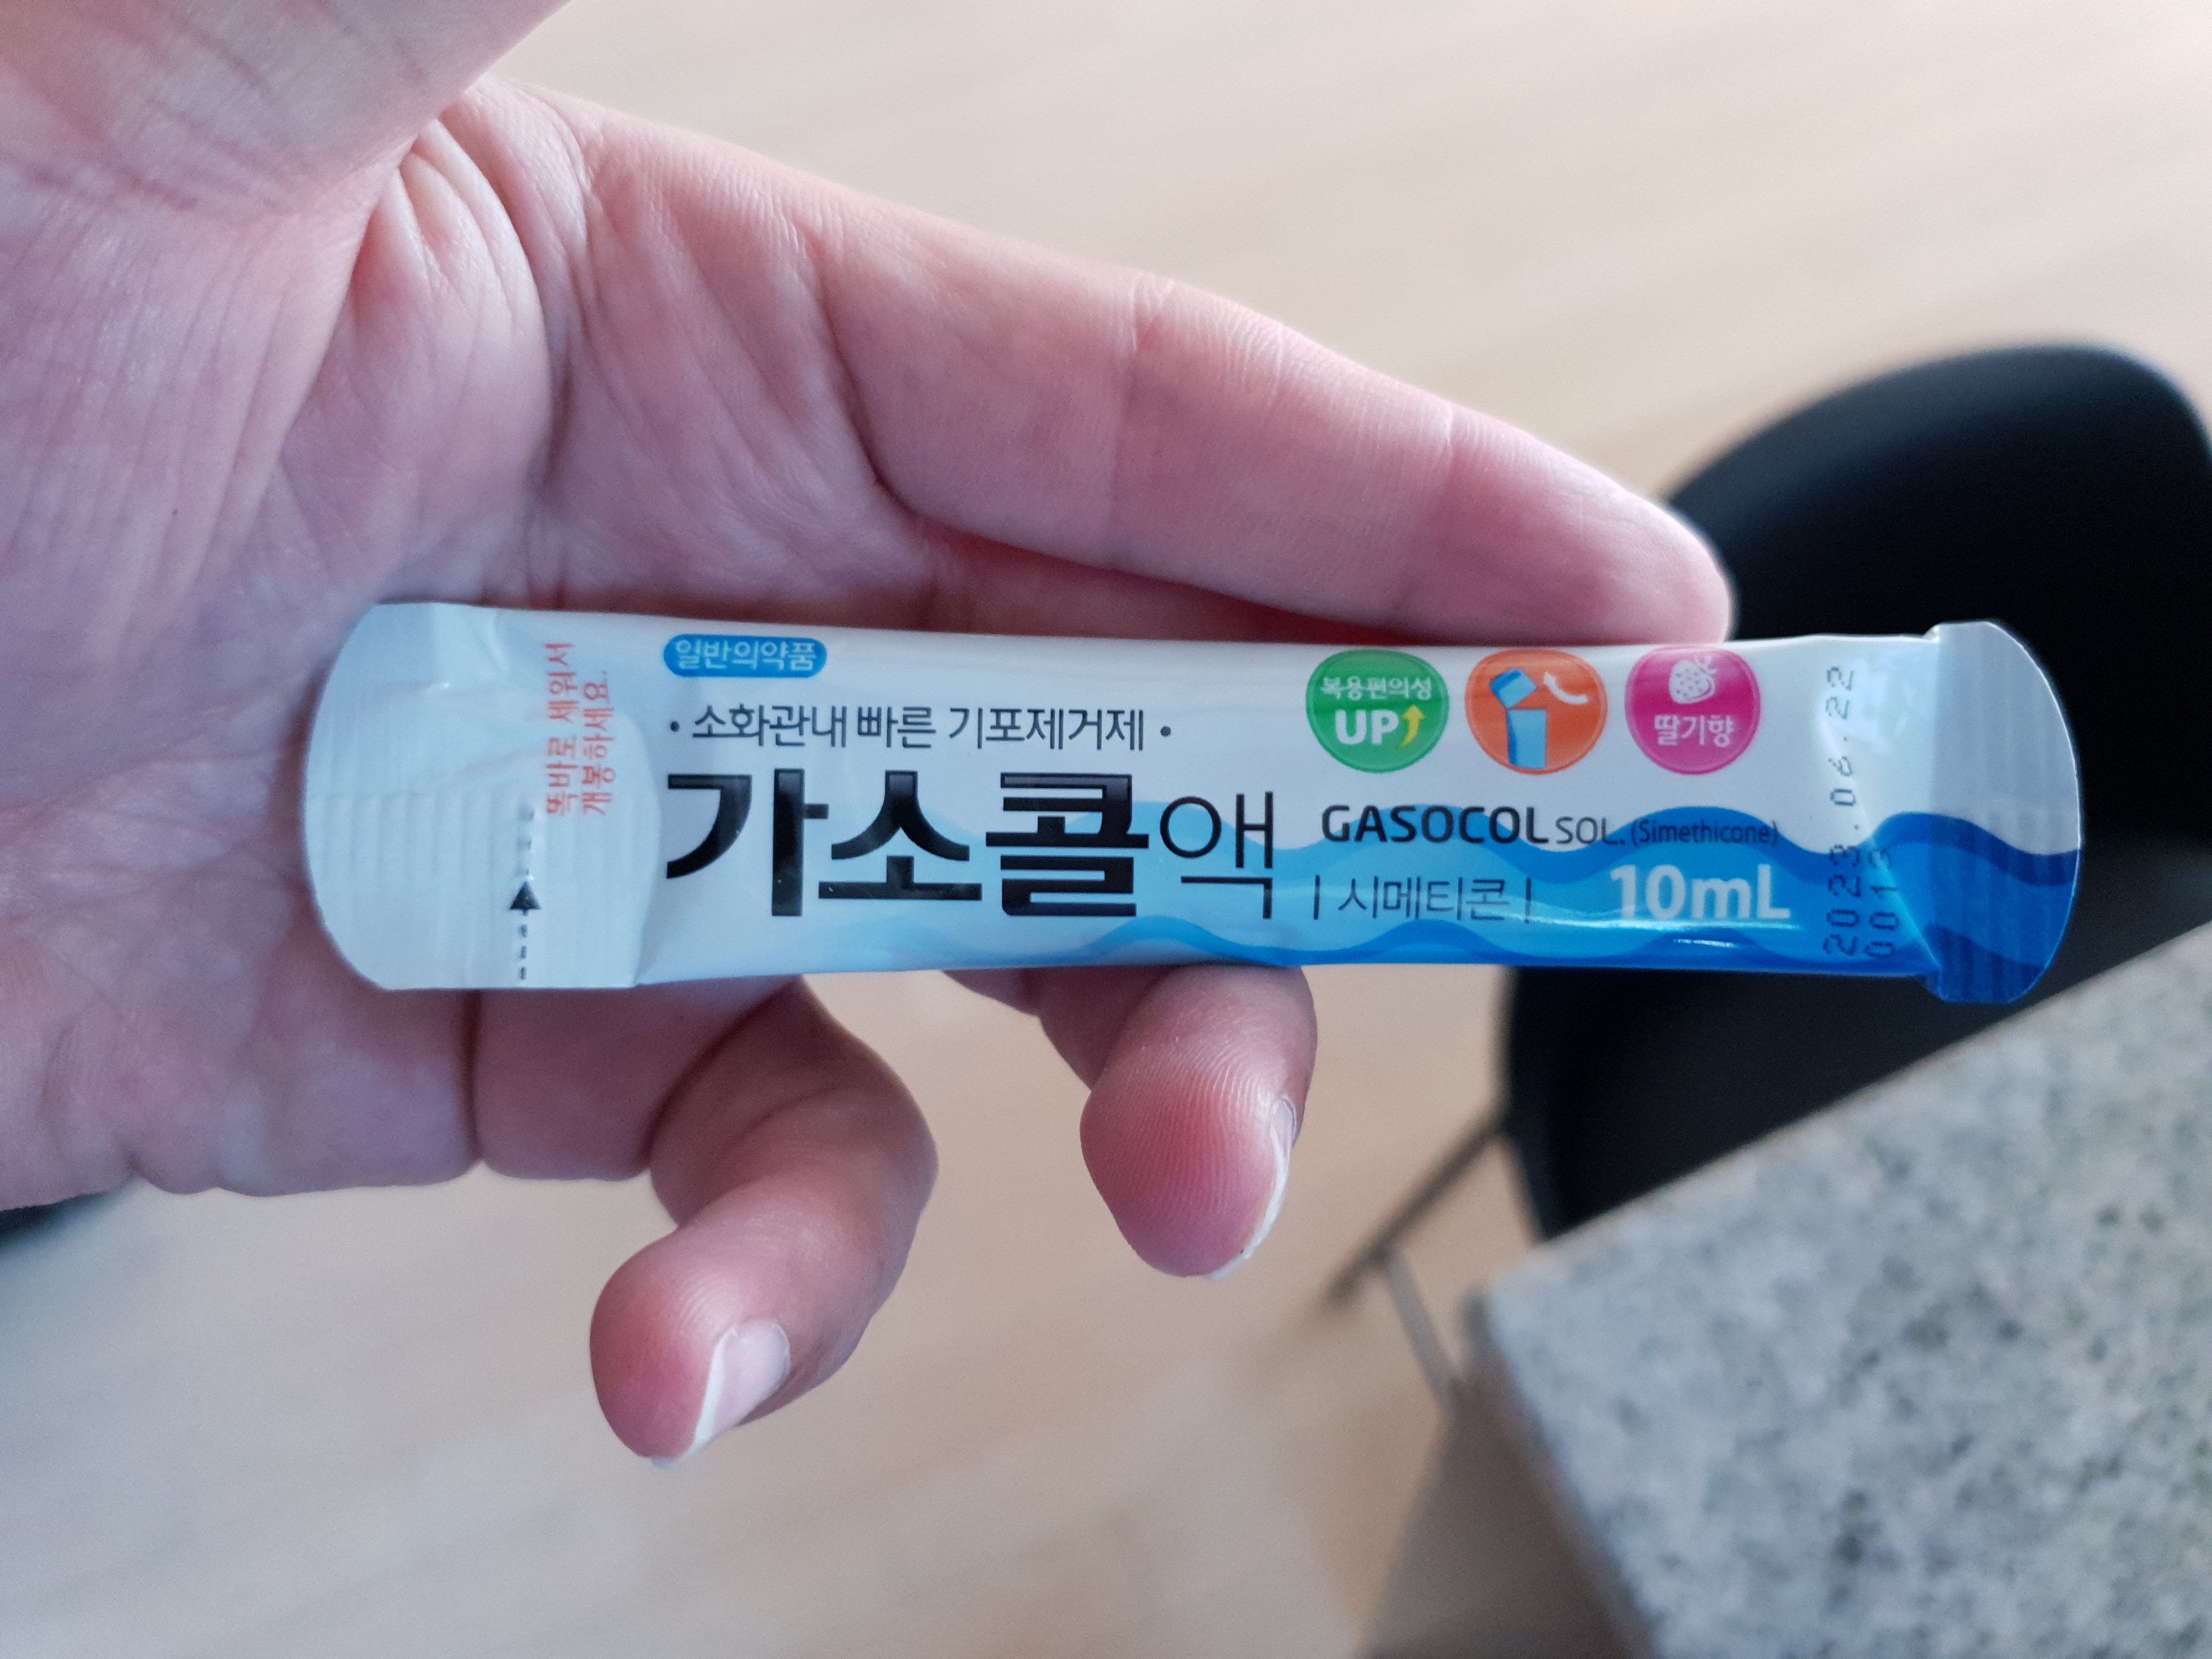 똑바로 세워서
개봉하세요.
일반의약품
• 소화관내 빠른 기포제거제 •
가소콜액
복용편의성
UP
딸기향
GASOCOL SOL. (Simethicone)
| 시메티콘 |
10mL
2023.06.22
0013